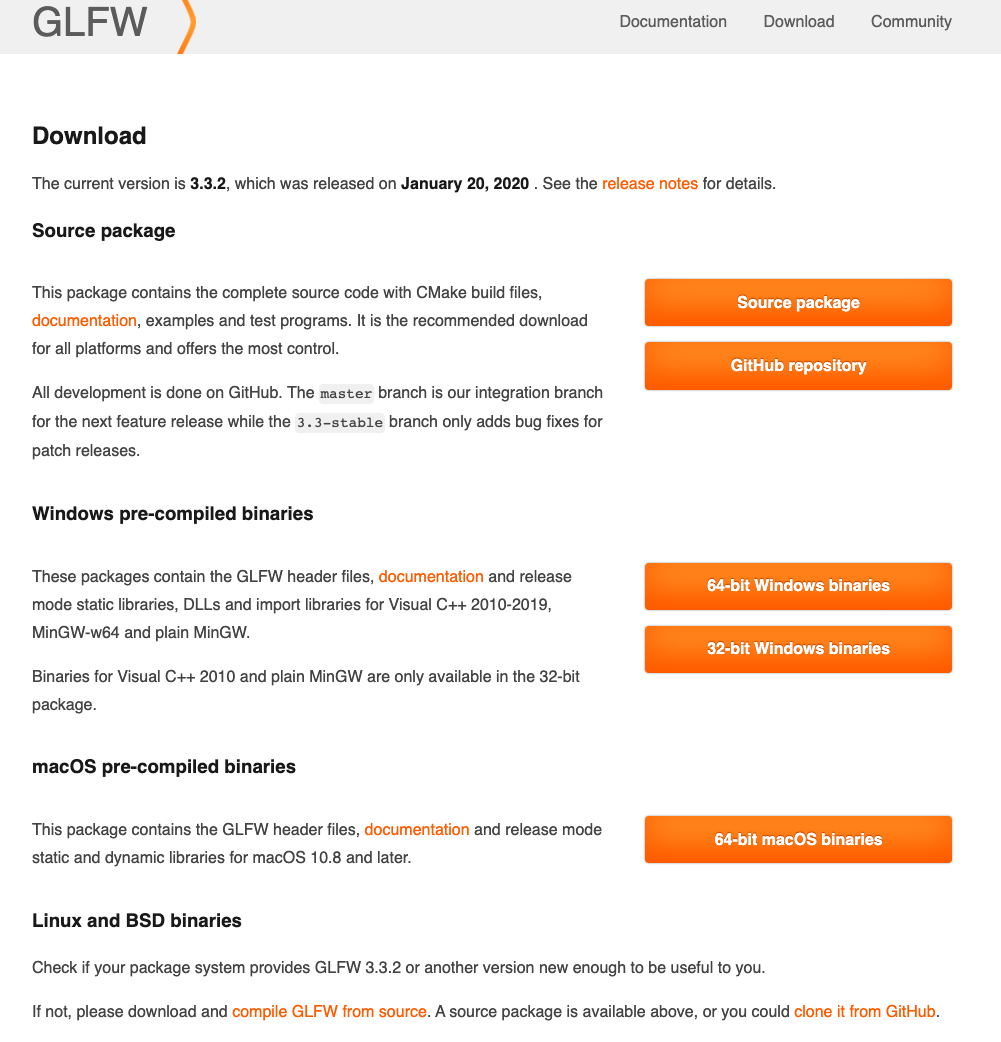 GLFW
Documentation Download Community
Download
The current version is 3.3.2, which was released on January 20, 2020 . See the release notes for details.
Source package
This package contains the complete source code with CMake build files,
documentation, examples and test programs. It is the recommended download
for all platforms and offers the most control.
All development is done on GitHub. The master branch is our integration branch
for the next feature release while the 3.3-stable branch only adds bug fixes for
patch releases.
Source package
GitHub repository
Windows pre-compiled binaries
These packages contain the GLFW header files, documentation and release
mode static libraries, DLLs and import libraries for Visual C++ 2010-2019,
MinGW-w64 and plain MinGW.
Binaries for Visual C++ 2010 and plain MinGW are only available in the 32-bit
package.
64-bit Windows binaries
32-bit Windows binaries
macOS pre-compiled binaries
This package contains the GLFW header files, documentation and release mode
static and dynamic libraries for macOS 10.8 and later.
64-bit macOS binaries
Linux and BSD binaries
Check if your package system provides GLFW 3.3.2 or another version new enough to be useful to you.
If not, please download and compile GLFW from source. A source package is available above, or you could clone it from GitHub.